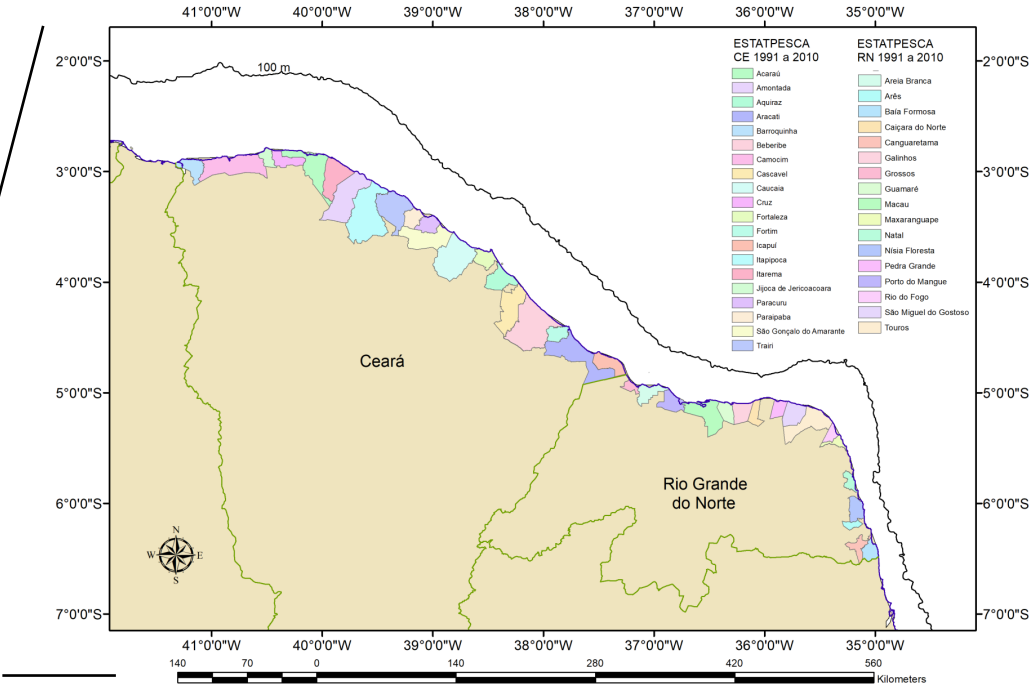 41°0'0"W 40°0'0"W 39°0'0"W 38°0'0"W 37°0'0"W 36°0'0"W 35°0'0"W
2°0'0"S
3°0'0"S
4°0'0"S
5°0'0"S
6°0'0"S
7°0'0"S
100 m
Ceará
Rio Grande
do Norte
N
W E
S
ESTATPESCA
CE 1991 a 2010
Acaraú
Amontada
Aquiraz
Aracati
Barroquinha
Beberibe
Camocim
Cascavel
Caucaia
Cruz
Fortaleza
Fortim
Icapuí
Itapipoca
Itarema
Jijoca de Jericoacoara
Paracuru
Paraipaba
São Gonçalo do Amarante
Trairi
ESTATPESCA
RN 1991 a 2010
Areia Branca
Arês
Baía Formosa
Caiçara do Norte
Canguaretama
Galinhos
Grossos
Guamaré
Macau
Maxaranguape
Natal
Nísia Floresta
Pedra Grande
Porto do Mangue
Rio do Fogo
São Miguel do Gostoso
Touros
2°0'0"S
3°0'0"S
4°0'0"S
5°0'0"S
6°0'0"S
7°0'0"S
41°0'0"W 40°0'0"W 39°0'0"W 38°0'0"W 37°0'0"W 36°0'0"W 35°0'0"W
140 70 0 140 280 420 560
Kilometers